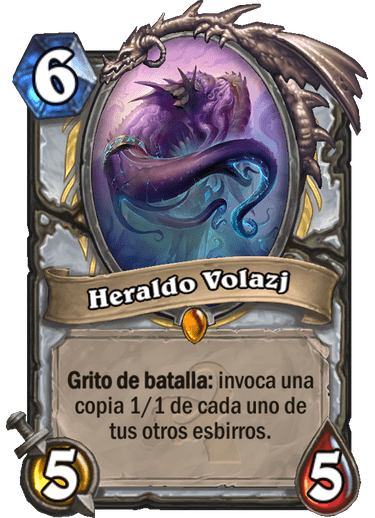 6
Heraldo Volazj
Grito de batalla: invoca una
copia 1/1 de cada uno de
tus otros esbirros.
5 5